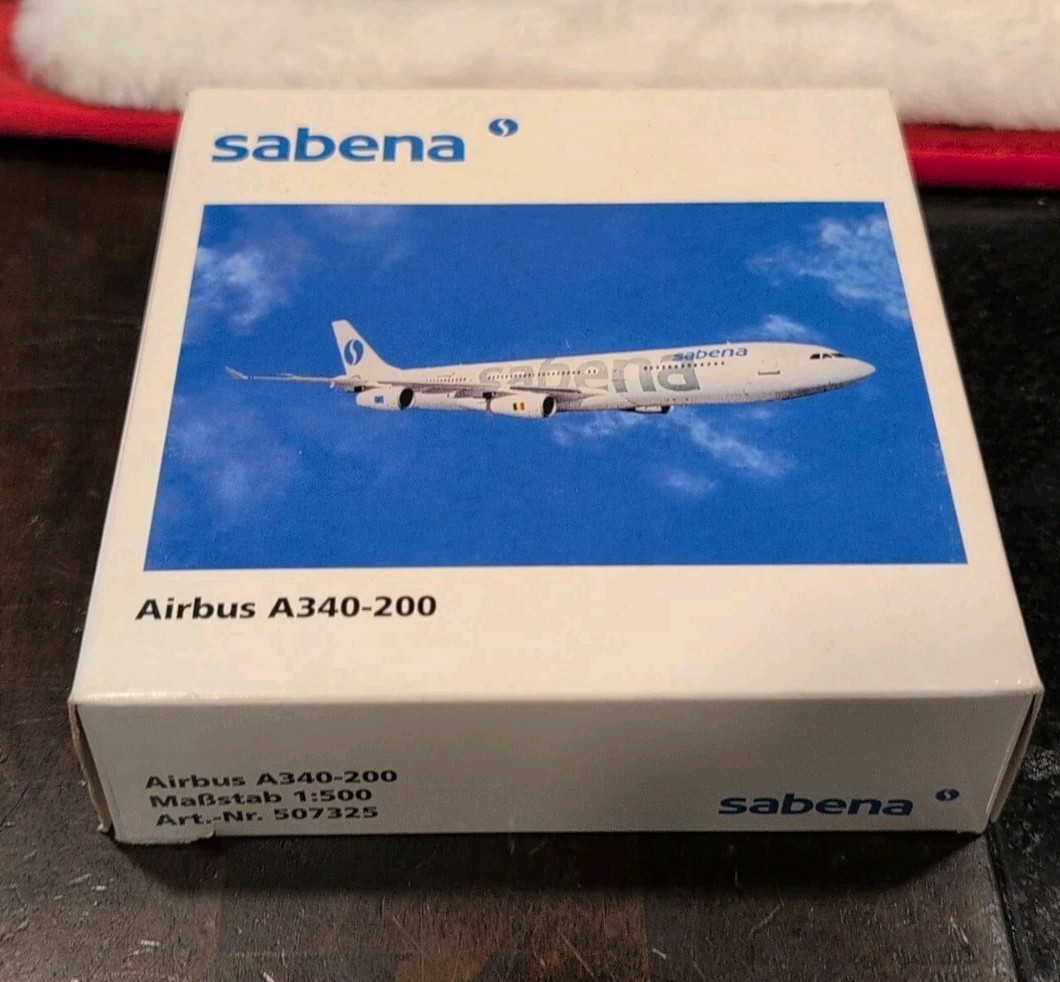 sabena
sabena
sabena
Airbus A340-200
Airbus A340-200
Maßstab 1:500
Art.-Nr. 507325
sabena